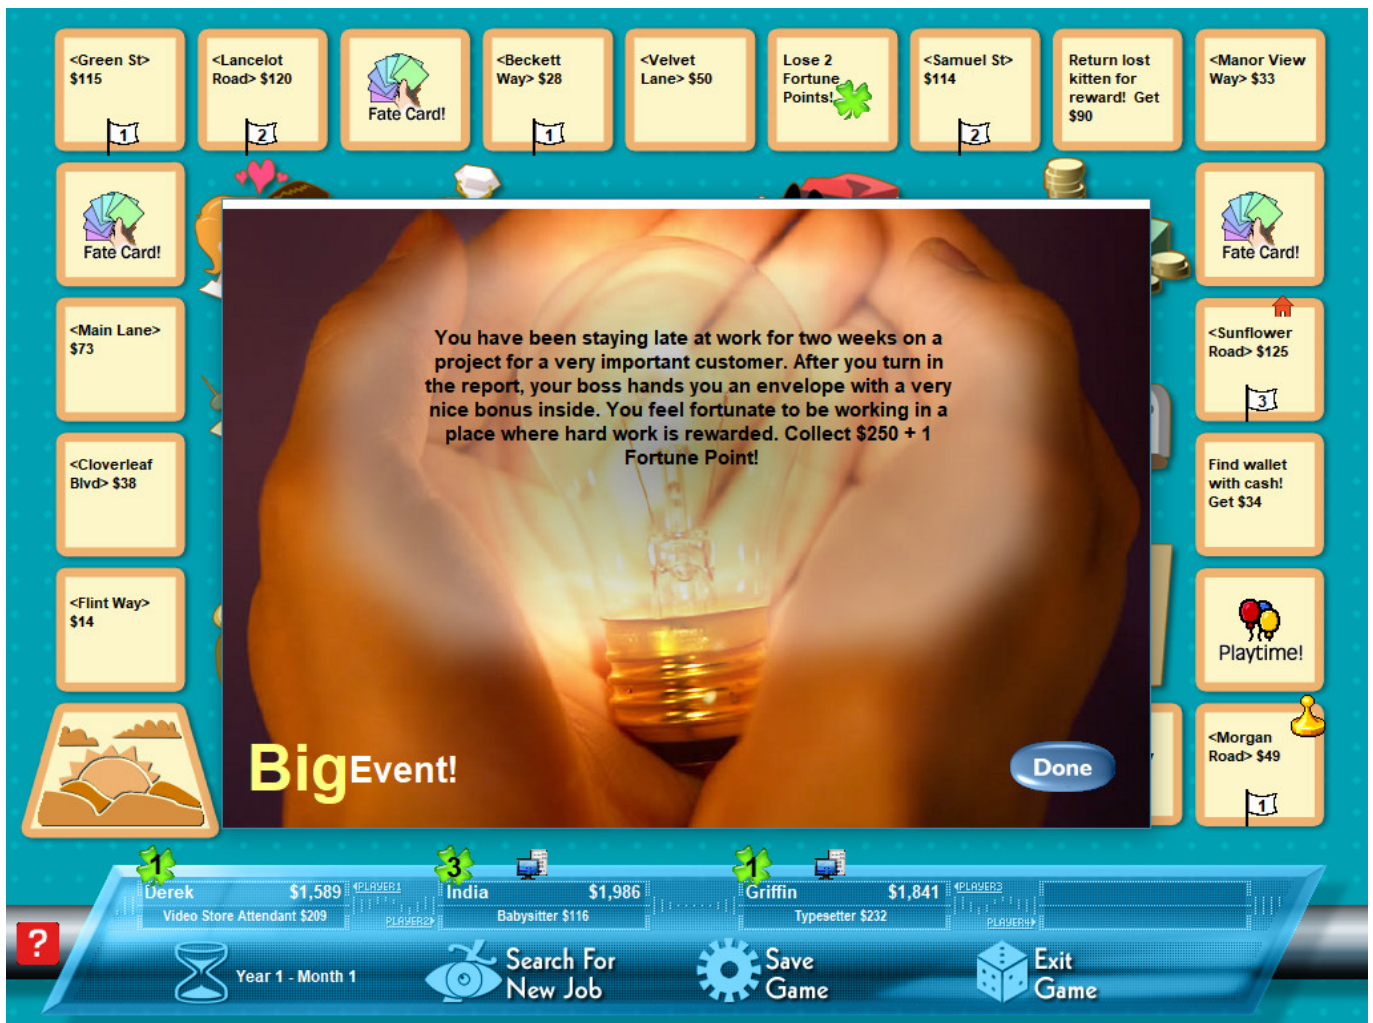 <Green St>
$115
1
<Lancelot
Road> $120
2
Fate Card!
<Beckett
Way> $28
1
<Velvet
Lane> $50
Lose 2
Fortune
Points!
<Samuel St>
$114
2
Return lost
kitten for
reward! Get
$90
<Manor View
Way> $33
Fate Card!
Fate Card!
<Main Lane>
$73
<Sunflower
Road> $125
3
<Cloverleaf
Blvd> $38
Find wallet
with cash!
Get $34
<Flint Way>
$14
Playtime!
<Morgan
Road> $49
1
You have been staying late at work for two weeks on a
project for a very important customer. After you turn in
the report, your boss hands you an envelope with a very
nice bonus inside. You feel fortunate to be working in a
place where hard work is rewarded. Collect $250 + 1
Fortune Point!
Big Event!
Done
1
Derek $1,589
Video Store Attendant $209
PLAYER1
PLAYER2
3
India $1,986
Babysitter $116
1
Griffin $1,841
Typesetter $232
PLAYER3
PLAYER4
?
Year 1 - Month 1
Search For
New Job
Save
Game
Exit
Game